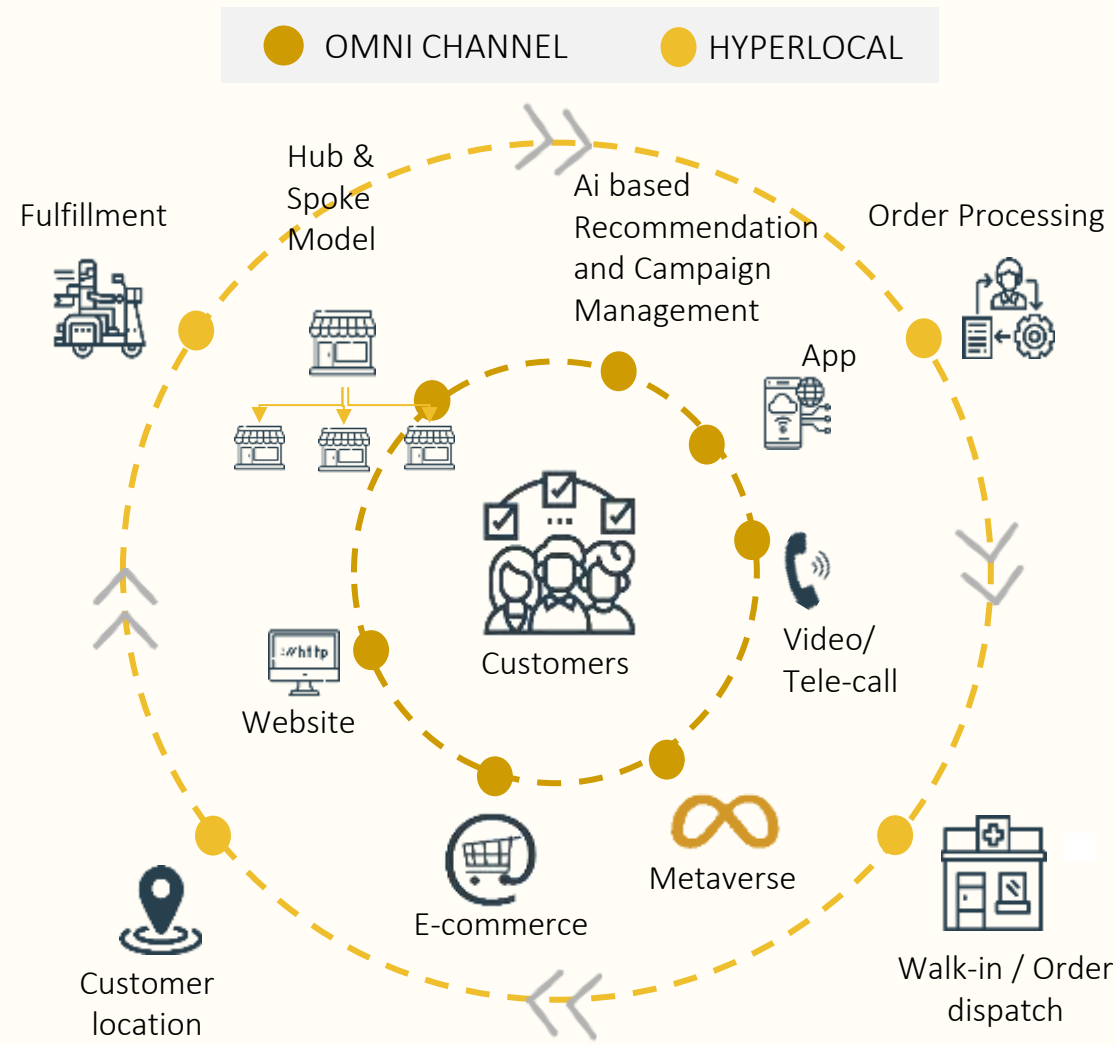 OMNI CHANNEL
HYPERLOCAL
Hub &
Spoke
Model
Ai based
Recommendation
and Campaign
Management
Fulfillment
Order Processing
App
://http
Customers
Video/
Tele-call
Website
Metaverse
E-commerce
Customer
location
Walk-in / Order
dispatch